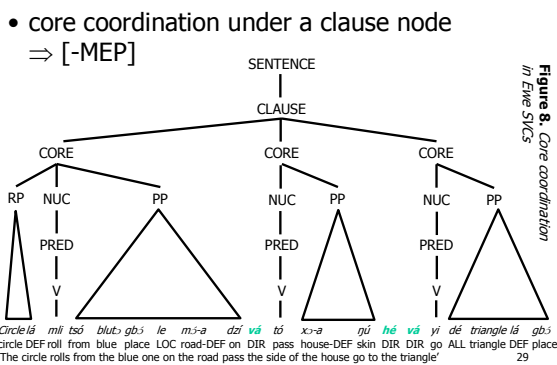 • core coordination under a clause node
⇒ [-MEP]
SENTENCE
CLAUSE
CORE CORE CORE
RP NUC PP NUC PP NUC PP
PRED PRED PRED
V V V
Circle lá mli tsó blutɔ gbɔ́ le mɔ́-a dzí vá tó xɔ-a ŋú hé vá yi dé triangle lá gbɔ́
circle DEF roll from blue place LOC road-DEF on DIR pass house-DEF skin DIR DIR go ALL triangle DEF place
'The circle rolls from the blue one on the road pass the side of the house go to the triangle'
29
Figure 8. Core coordination
in Ewe SVCs